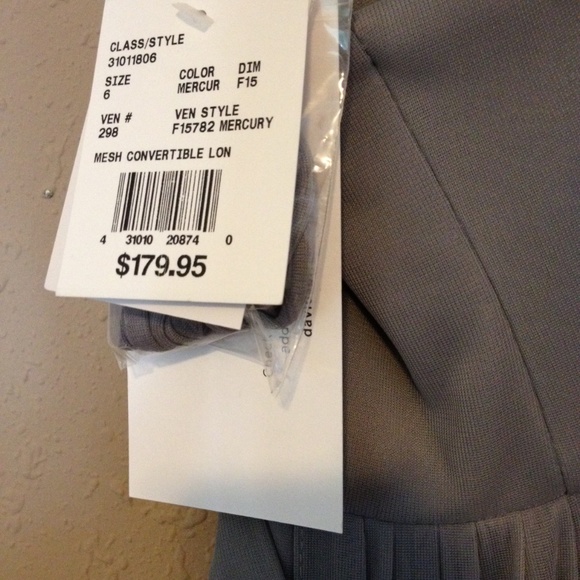 CLASS/STYLE
31011806
SIZE COLOR DIM
6 MERCUR F15
VEN # VEN STYLE
298 F15782 MERCURY
MESH CONVERTIBLE LON
4 31010 20874 0
$179.95